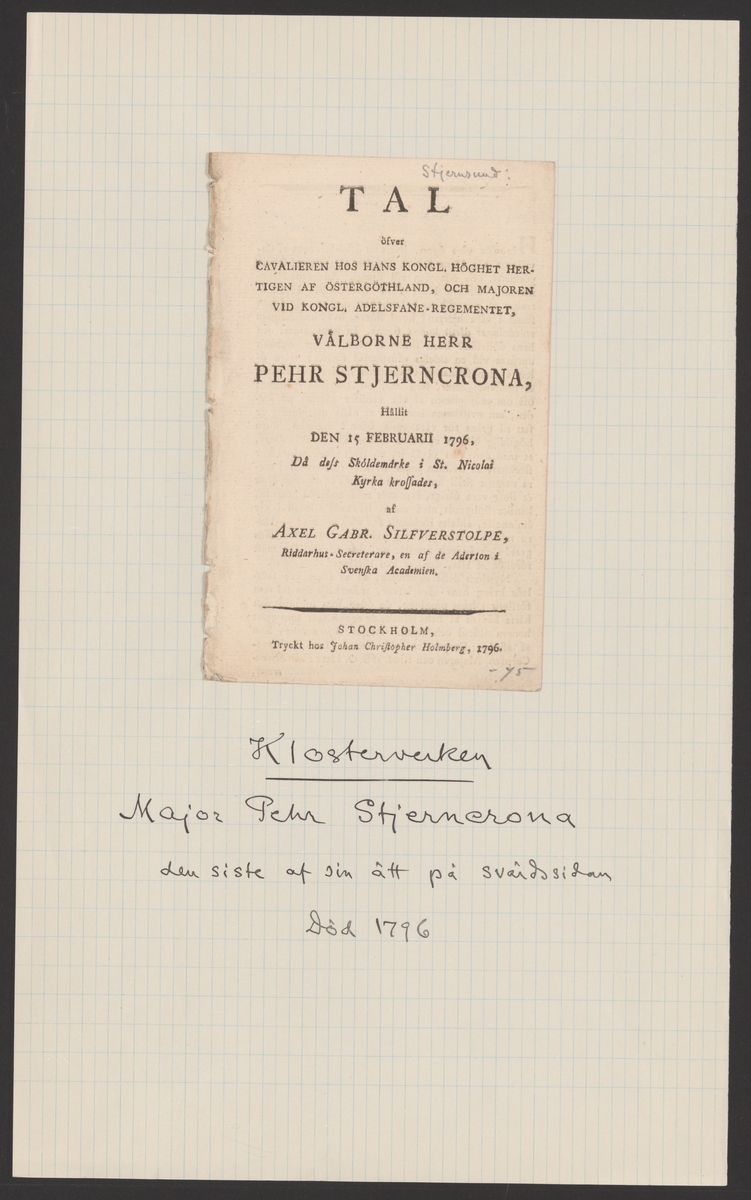 Stjernsund:
TAL
öfver
CAVALIEREN HOS HANS KONGL. HÖGHET HER-
TIGEN AF ÖSTERGÖTHLAND, OCH MAJOREN
VID KONGL. ADELSFANE-REGEMENTET,
VÄLBORNE HERR
PEHR STJERNCRONA,
Hållit
DEN 15 FEBRUARII 1796,
Då deſs Sköldemärke i St. Nicolai
Kyrka kroſſades,
af
AXEL GABR. SILFVERSTOLPE,
Riddarhus-Secreterare, en af de Aderton i
Svenſka Academien.
STOCKHOLM,
Tryckt hos Johan Chriſtopher Holmberg, 1796.
- 75
Klosterverken
Major Pehr Stjerncrona
den siste af sin ätt på svärdssidan
Död 1796